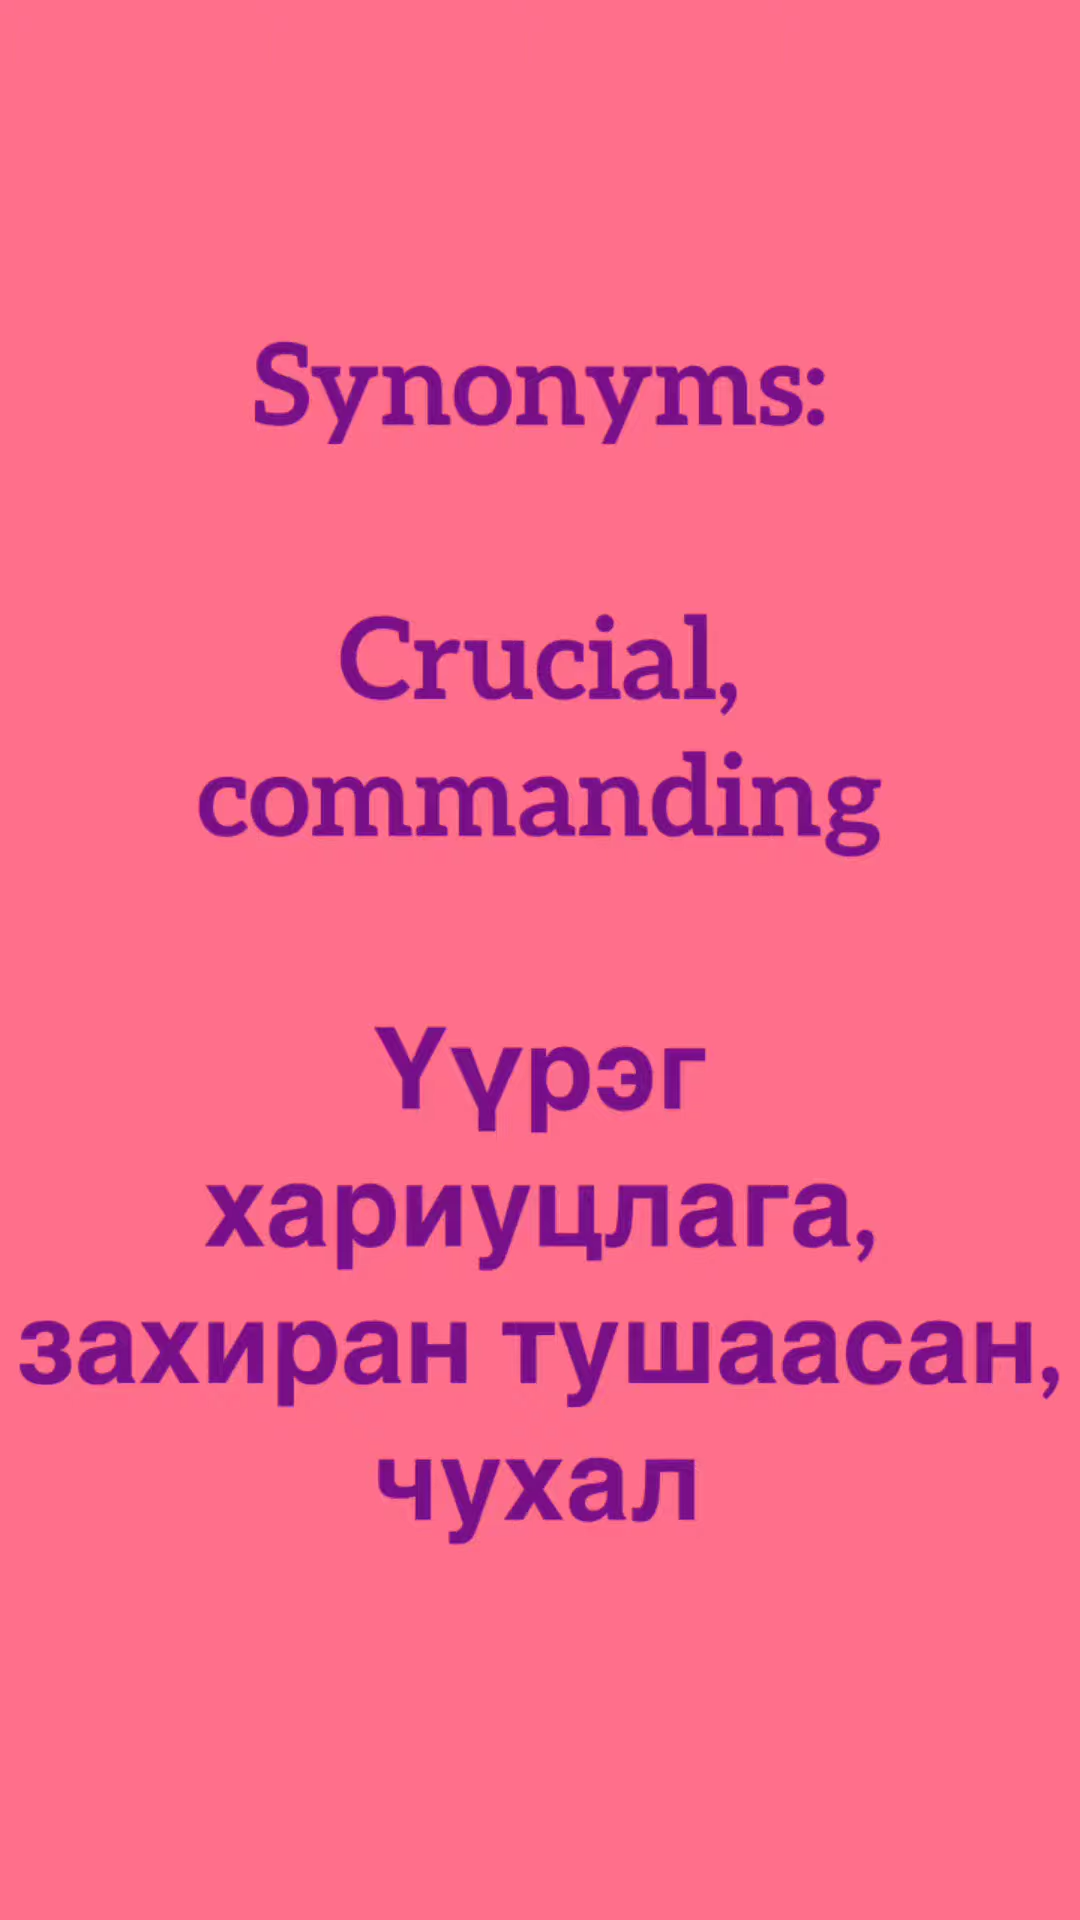 Synonyms:
Crucial,
commanding
Үүрэг
хариуцлага,
захиран тушаасан,
чухал